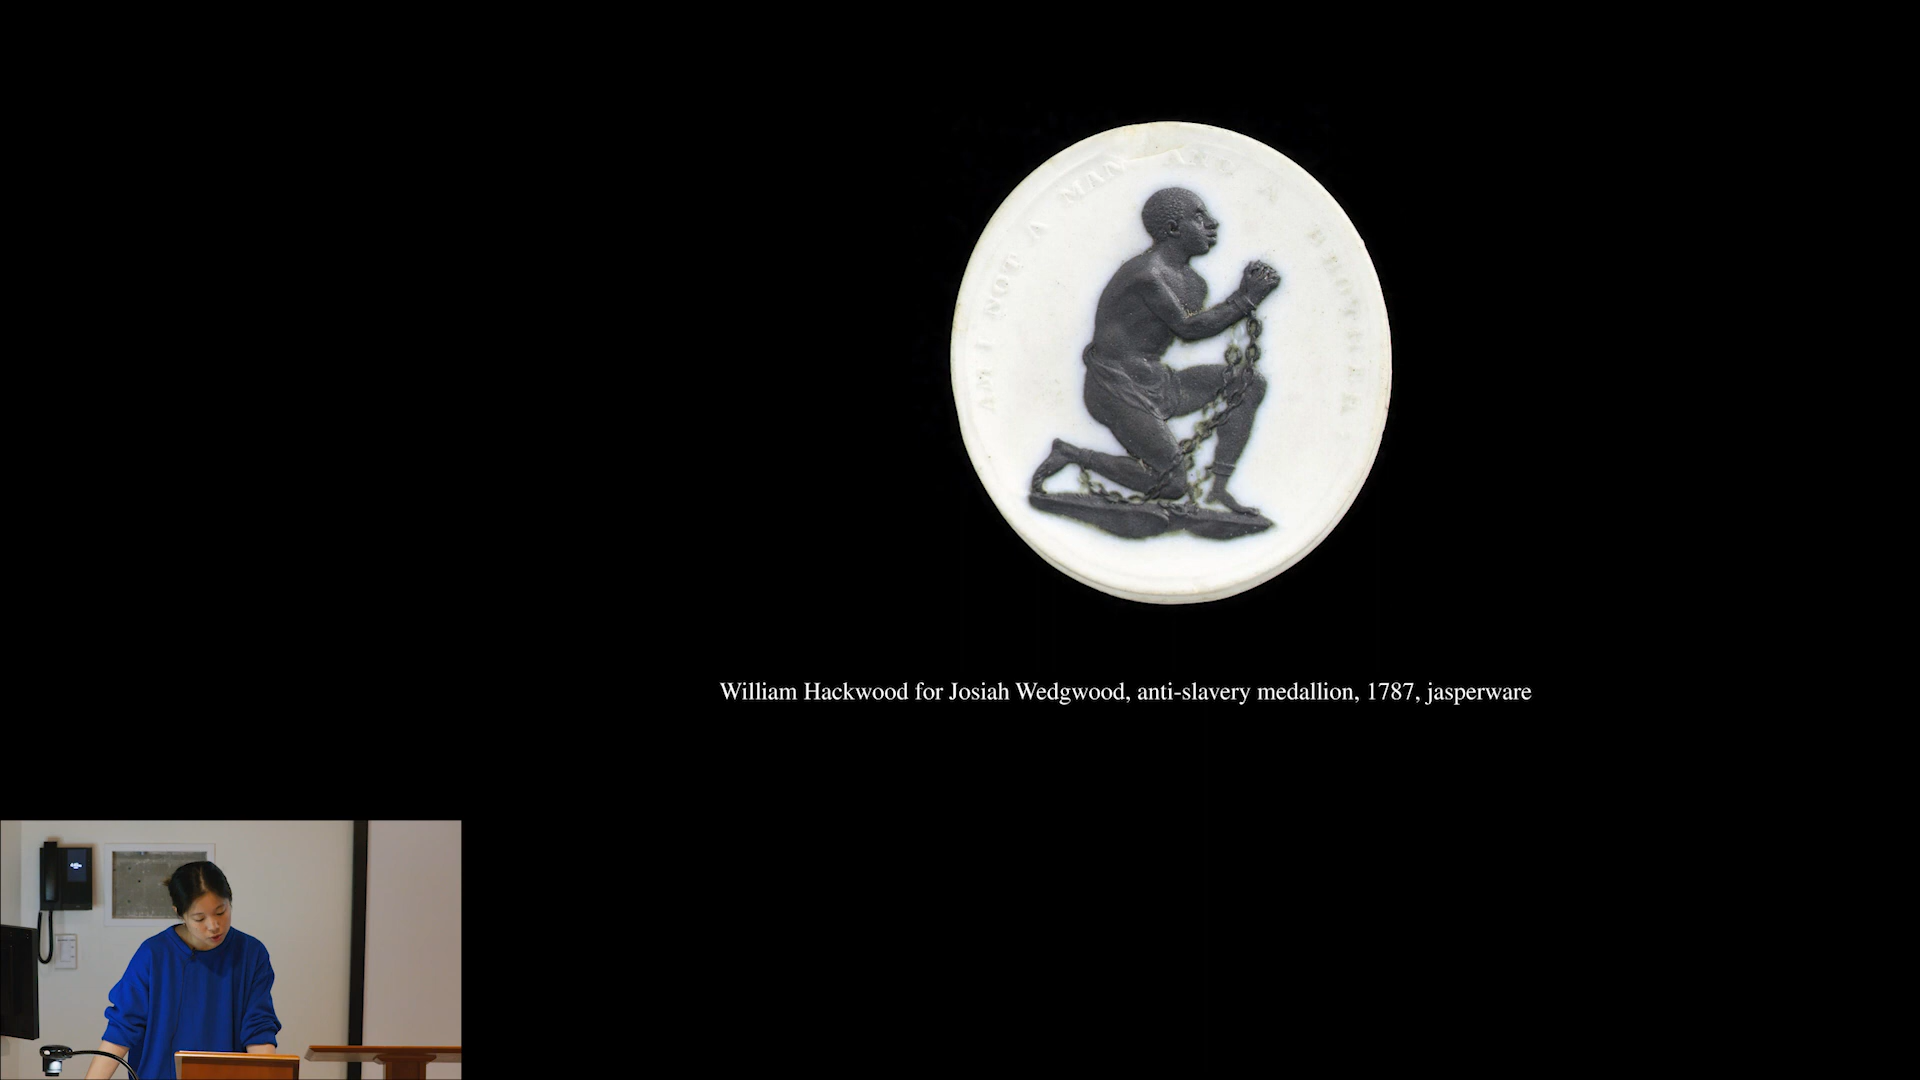 AM I NOT A MAN AND A BROTHER
William Hackwood for Josiah Wedgwood, anti-slavery medallion, 1787, jasperware